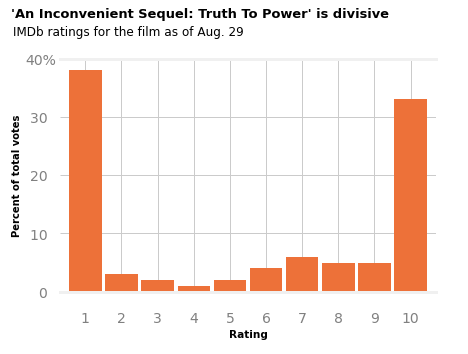 'An Inconvenient Sequel: Truth To Power' is divisive
IMDb ratings for the film as of Aug. 29
40%
30
20
10
0
Percent of total votes
1 2 3 4 5 6 7 8 9 10
Rating